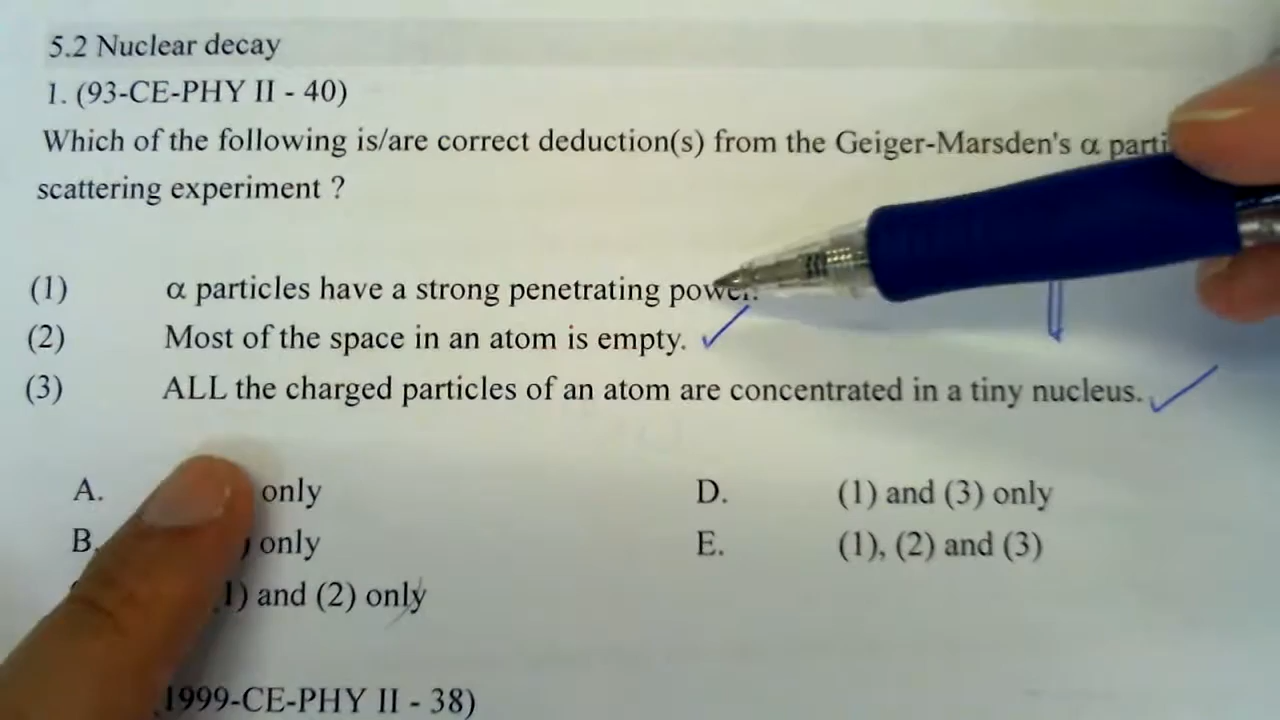 5.2 Nuclear decay
1. (93-CE-PHY II - 40)
Which of the following is/are correct deduction(s) from the Geiger-Marsden's α parti
scattering experiment ?
(1) α particles have a strong penetrating power.
(2) Most of the space in an atom is empty.
(3) ALL the charged particles of an atom are concentrated in a tiny nucleus.
A. only D. (1) and (3) only
B. only E. (1), (2) and (3)
1) and (2) only
1999-CE-PHY II - 38)